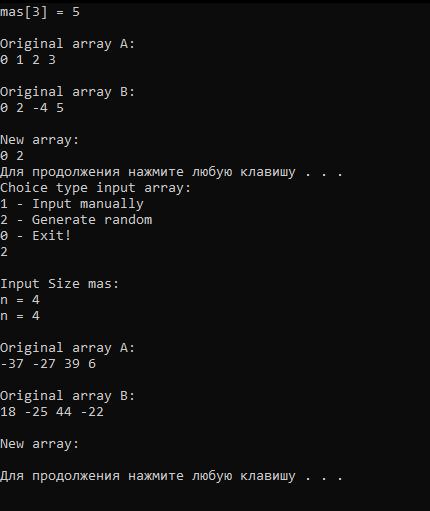 mas[3] = 5
Original array A:
0 1 2 3
Original array B:
0 2 -4 5
New array:
0 2
Для продолжения нажмите любую клавишу . . .
Choice type input array:
1 - Input manually
2 - Generate random
0 - Exit!
2
Input Size mas:
n = 4
n = 4
Original array A:
-37 -27 39 6
Original array B:
18 -25 44 -22
New array:
Для продолжения нажмите любую клавишу . . .